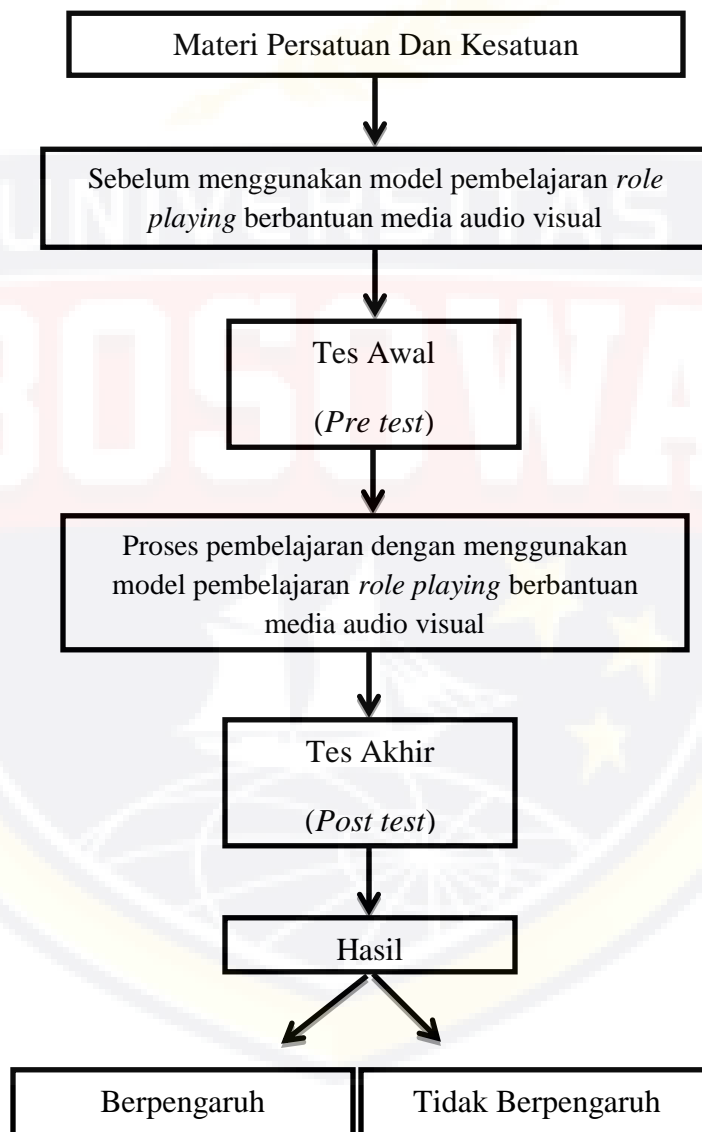 Materi Persatuan Dan Kesatuan
Sebelum menggunakan model pembelajaran role
playing berbantuan media audio visual
UNIVERSITAS
BOSOWA
Tes Awal
(Pre test)
Proses pembelajaran dengan menggunakan
model pembelajaran role playing berbantuan
media audio visual
Tes Akhir
(Post test)
Hasil
Berpengaruh
Tidak Berpengaruh